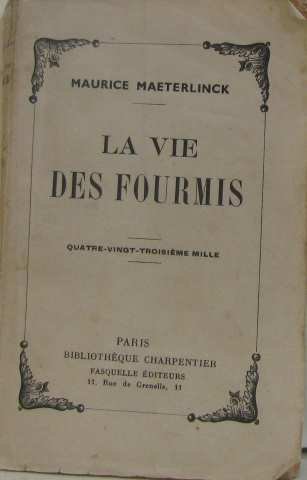 MAURICE MAETERLINCK
LA VIE
DES FOURMIS
QUATRE-VINGT-TROISIÈME MILLE
PARIS
BIBLIOTHÈQUE CHARPENTIER
FASQUELLE ÉDITEURS
11, Rue de Grenelle, 11